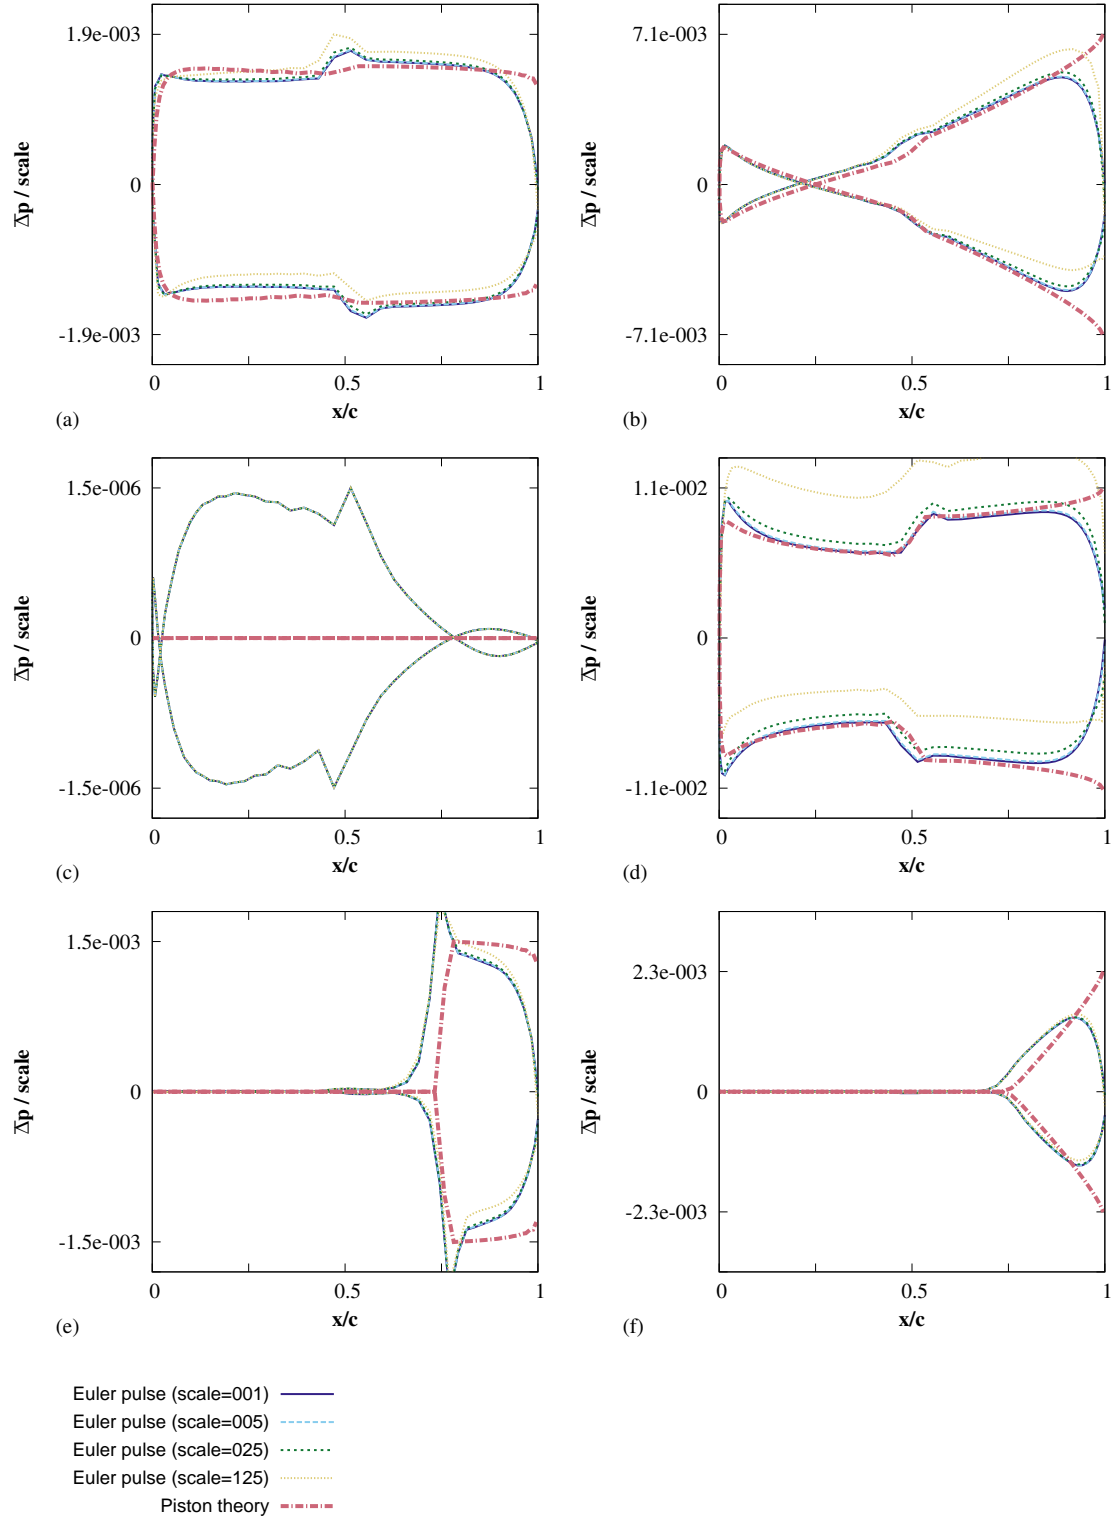 1.9e-003
0
-1.9e-003
Δp / scale
0 0.5 1
x/c
(a)
7.1e-003
0
-7.1e-003
Δp / scale
0 0.5 1
x/c
(b)
1.5e-006
0
-1.5e-006
Δp / scale
0 0.5 1
x/c
(c)
1.1e-002
0
-1.1e-002
Δp / scale
0 0.5 1
x/c
(d)
1.5e-003
0
-1.5e-003
Δp / scale
0 0.5 1
x/c
(e)
2.3e-003
0
-2.3e-003
Δp / scale
0 0.5 1
x/c
(f)
Euler pulse (scale=001)
Euler pulse (scale=005)
Euler pulse (scale=025)
Euler pulse (scale=125)
Piston theory